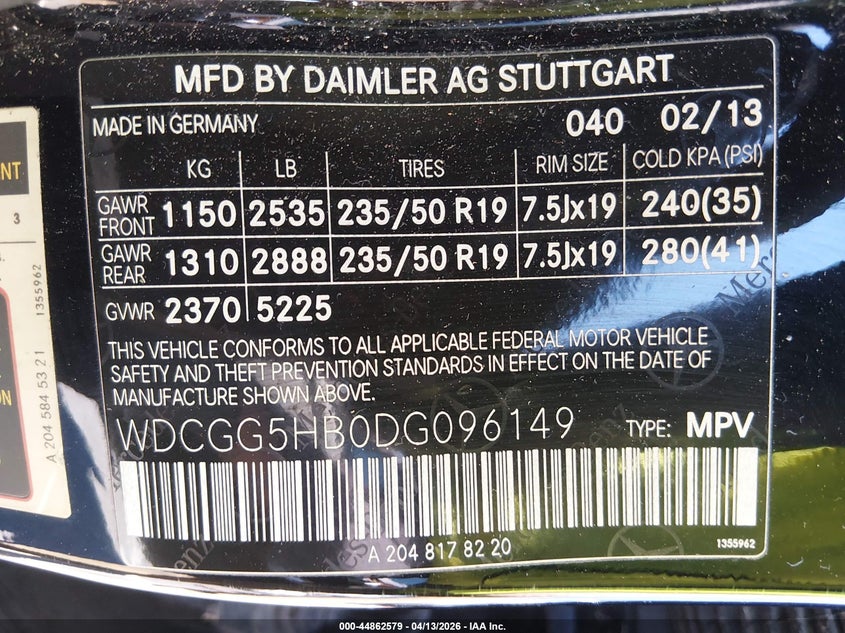 MFD BY DAIMLER AG STUTTGART
MADE IN GERMANY 040 02/13
KG LB TIRES RIM SIZE COLD KPA (PSI)
GAWR FRONT 1150 2535 235/50 R19 7.5Jx19 240(35)
GAWR REAR 1310 2888 235/50 R19 7.5Jx19 280(41)
GVWR 2370 5225
THIS VEHICLE CONFORMS TO ALL APPLICABLE FEDERAL MOTOR VEHICLE
SAFETY AND THEFT PREVENTION STANDARDS IN EFFECT ON THE DATE OF
MANUFACTURE SHOWN ABOVE.
WDCGG5HB0DG096149 TYPE: MPV
A 204 817 82 20 1355962
3
1355962
A 204 584 53 21
000-44862579 - 04/13/2026 - IAA Inc.